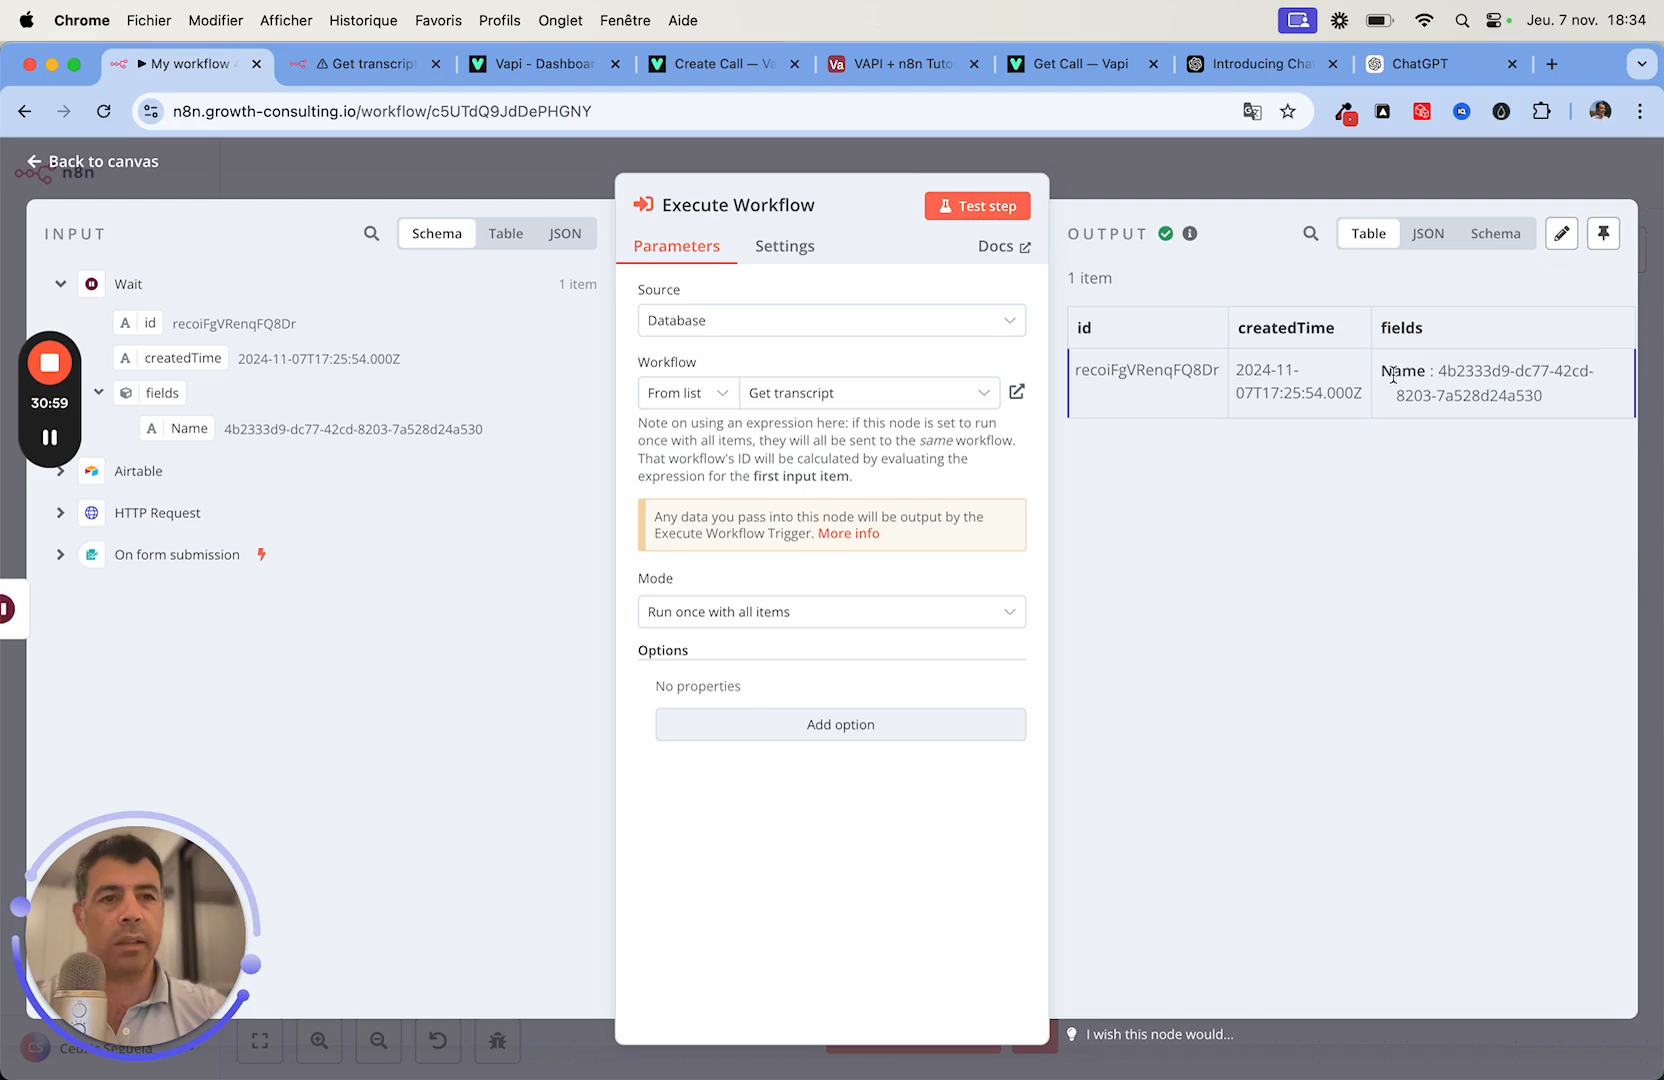 Chrome Fichier Modifier Afficher Historique Favoris Profils Onglet Fenêtre Aide Jeu. 7 nov. 18:34
My workflow Get transcript Vapi - Dashboar Create Call — Va VAPI + n8n Tuto Get Call — Vapi Introducing Cha ChatGPT
n8n.growth-consulting.io/workflow/c5UTdQ9JdDePHGNY
Back to canvas
n8n
INPUT
Schema Table JSON
Wait 1 item
A id recoiFgVRenqFQ8Dr
A createdTime 2024-11-07T17:25:54.000Z
fields
A Name 4b2333d9-dc77-42cd-8203-7a528d24a530
Airtable
HTTP Request
On form submission
30:59
Execute Workflow
Test step
Parameters Settings Docs
Source
Database
Workflow
From list Get transcript
Note on using an expression here: if this node is set to run
once with all items, they will all be sent to the same workflow.
That workflow's ID will be calculated by evaluating the
expression for the first input item.
Any data you pass into this node will be output by the
Execute Workflow Trigger. More info
Mode
Run once with all items
Options
No properties
Add option
OUTPUT
Table JSON Schema
1 item
id createdTime fields
recoiFgVRenqFQ8Dr 2024-11-
07T17:25:54.000Z
Name : 4b2333d9-dc77-42cd-
8203-7a528d24a530
I wish this node would...
CS